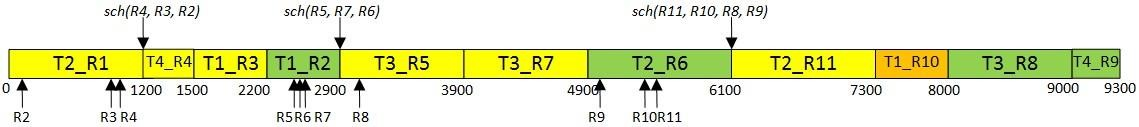 sch(R4, R3, R2) sch(R5, R7, R6) sch(R11, R10, R8, R9)
T2_R1 T4_R4 T1_R3 T1_R2 T3_R5 T3_R7 T2_R6 T2_R11 T1_R10 T3_R8 T4_R9
0 1200 1500 2200 2900 3900 4900 6100 7300 8000 9000 9300
R2 R3 R4 R5 R6 R7 R8 R9 R10 R11